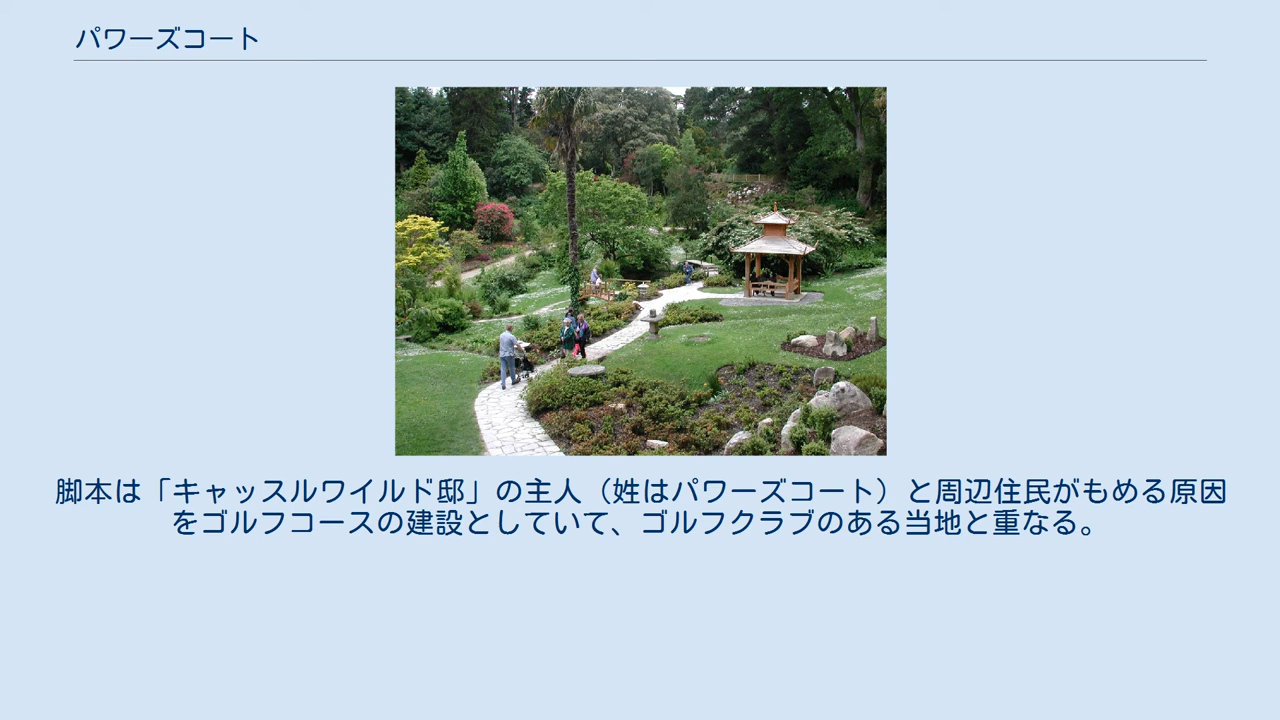 パワーズコート
脚本は「キャッスルワイルド邸」の主人（姓はパワーズコート）と周辺住民がもめる原因
をゴルフコースの建設としていて、ゴルフクラブのある当地と重なる。